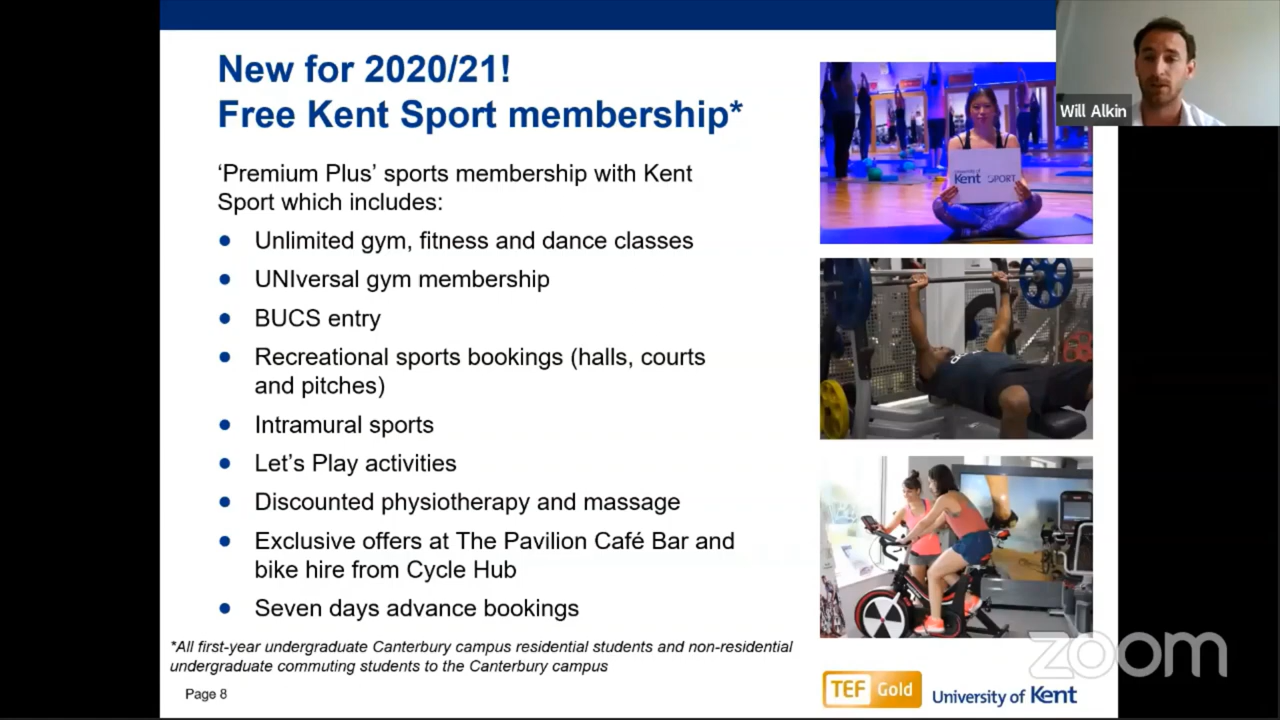 New for 2020/21!
Free Kent Sport membership*
‘Premium Plus’ sports membership with Kent
Sport which includes:
● Unlimited gym, fitness and dance classes
● UNIversal gym membership
● BUCS entry
● Recreational sports bookings (halls, courts
and pitches)
● Intramural sports
● Let’s Play activities
● Discounted physiotherapy and massage
● Exclusive offers at The Pavilion Café Bar and
bike hire from Cycle Hub
● Seven days advance bookings
*All first-year undergraduate Canterbury campus residential students and non-residential
undergraduate commuting students to the Canterbury campus
Page 8
Will Alkin
University of
Kent SPORT
TEF Gold
University of Kent
zoom